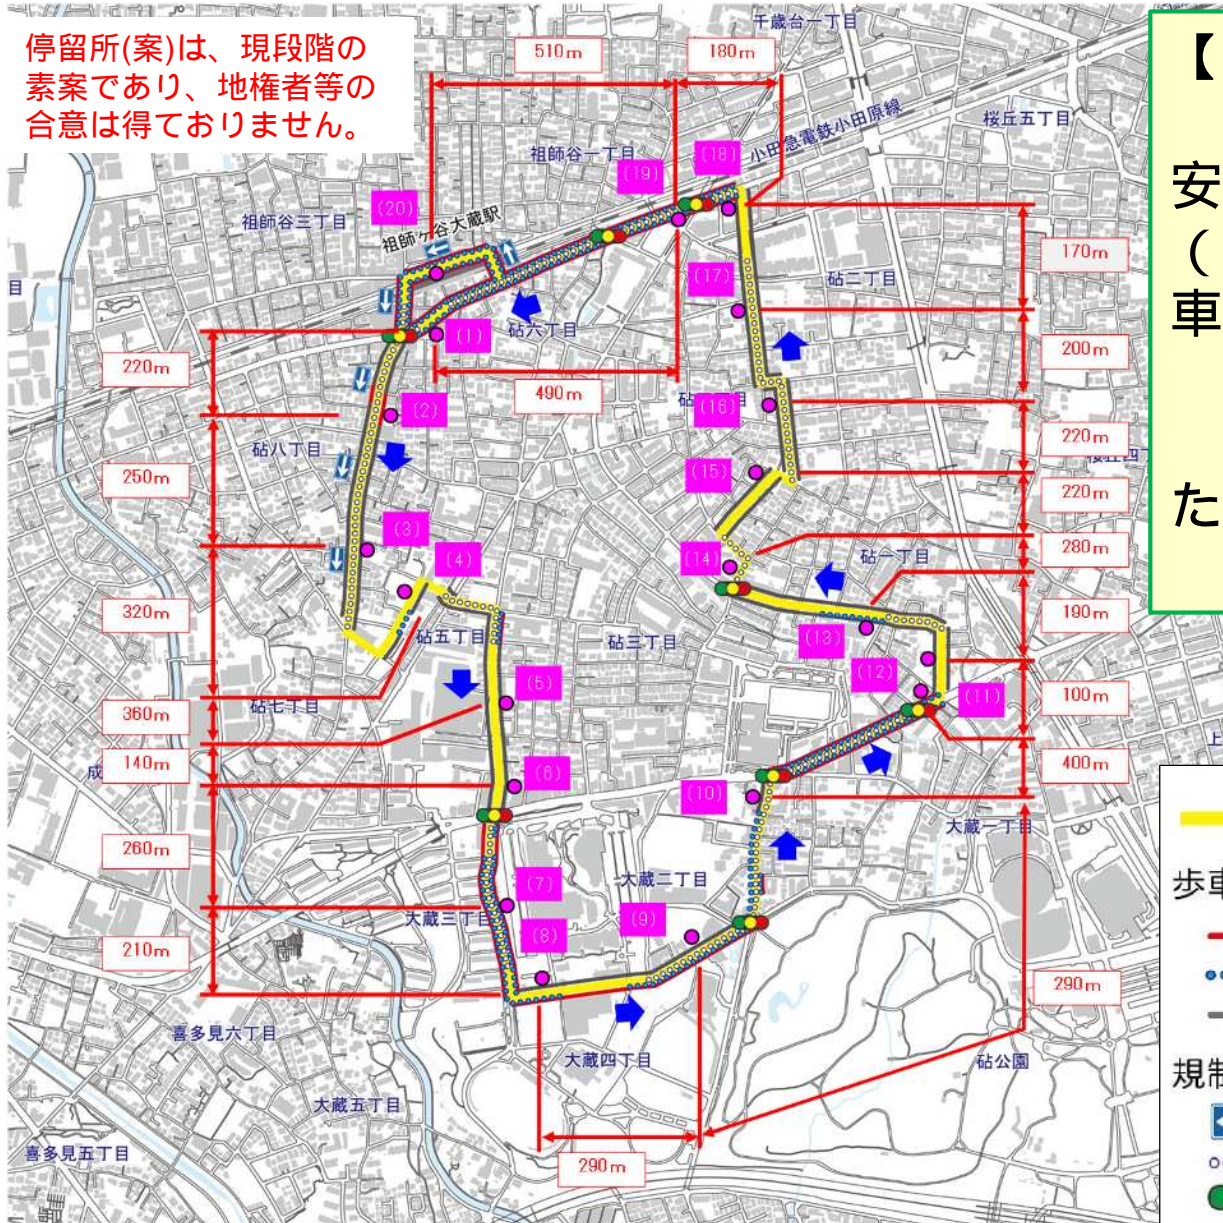 停留所(案)は、現段階の
素案であり、地権者等の
合意は得ておりません。
千歳台一丁目
510m
180m
【
桜丘五丁目
小田急電鉄小田原線
祖師谷一丁目
(18)
(19)
安
(20)
祖師谷三丁目
祖師ヶ谷大蔵駅
(
170m
目
(17)
砧二丁目
車
(1)
砧六丁目
200m
220m
490m
(2)
(16)
220m
砧八丁目
(15)
250m
220m
た
(3)
(4)
(14)
砧一丁目
280m
320m
190m
砧五丁目
砧三丁目
(13)
(12)
(5)
(11)
100m
砧七丁目
360m
上
140m
成
(6)
400m
(10)
大蔵一丁目
260m
(7)
大蔵二丁目
歩車
大蔵三丁目
(8)
(9)
210m
290m
喜多見六丁目
大蔵四丁目
砧公園
規制
大蔵五丁目
喜多見五丁目
290m